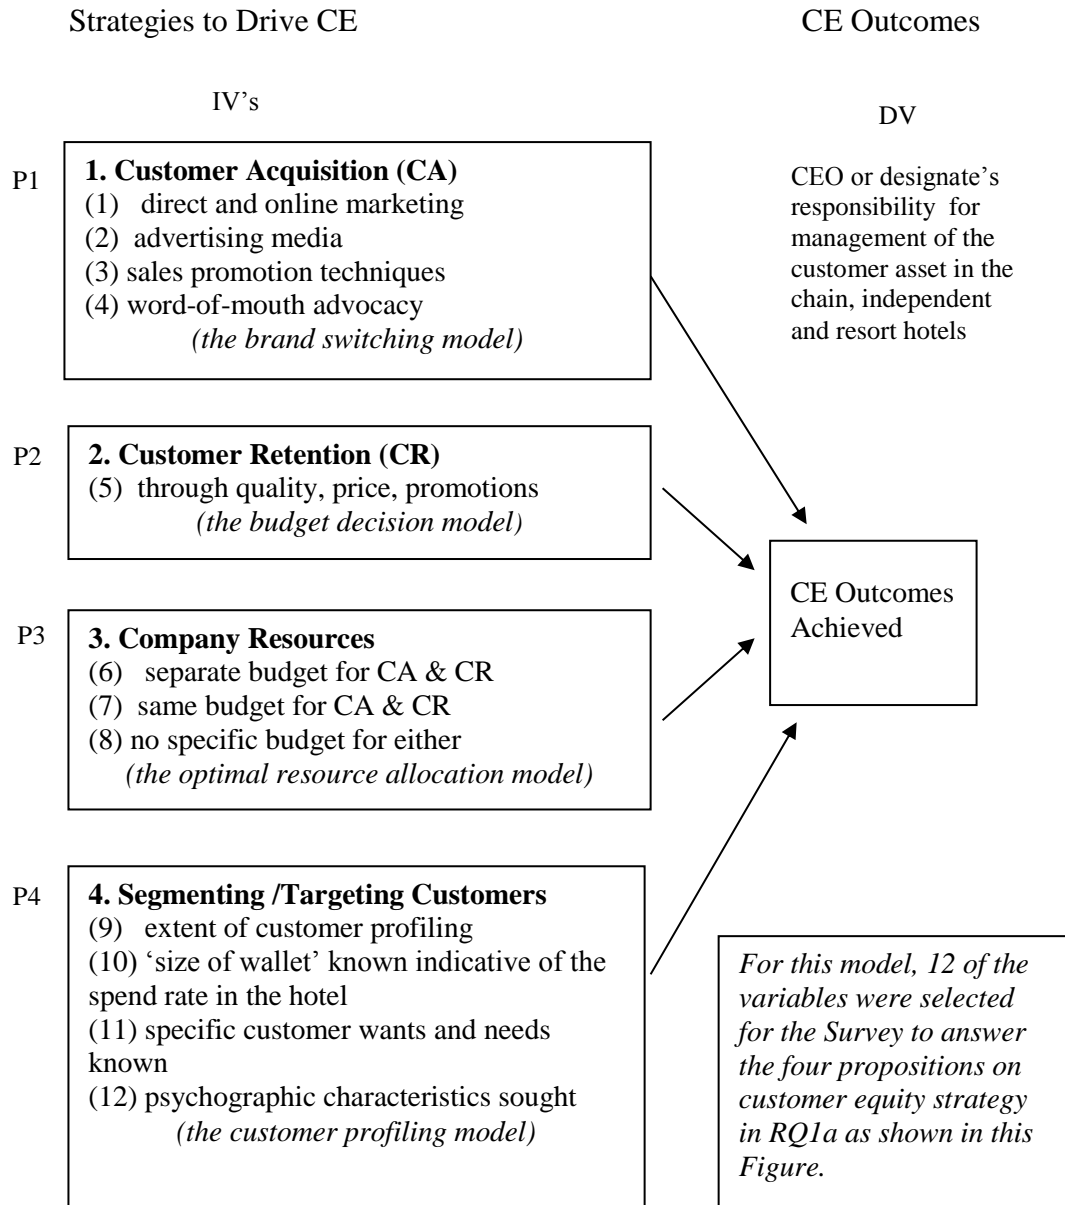 Strategies to Drive CE
CE Outcomes
IV's
DV
P1
1. Customer Acquisition (CA)
(1) direct and online marketing
(2) advertising media
(3) sales promotion techniques
(4) word-of-mouth advocacy
(the brand switching model)
CEO or designate's
responsibility for
management of the
customer asset in the
chain, independent
and resort hotels
P2
2. Customer Retention (CR)
(5) through quality, price, promotions
(the budget decision model)
CE Outcomes
Achieved
P3
3. Company Resources
(6) separate budget for CA & CR
(7) same budget for CA & CR
(8) no specific budget for either
(the optimal resource allocation model)
P4
4. Segmenting /Targeting Customers
(9) extent of customer profiling
(10) ‘size of wallet’ known indicative of the
spend rate in the hotel
(11) specific customer wants and needs
known
(12) psychographic characteristics sought
(the customer profiling model)
For this model, 12 of the
variables were selected
for the Survey to answer
the four propositions on
customer equity strategy
in RQ1a as shown in this
Figure.